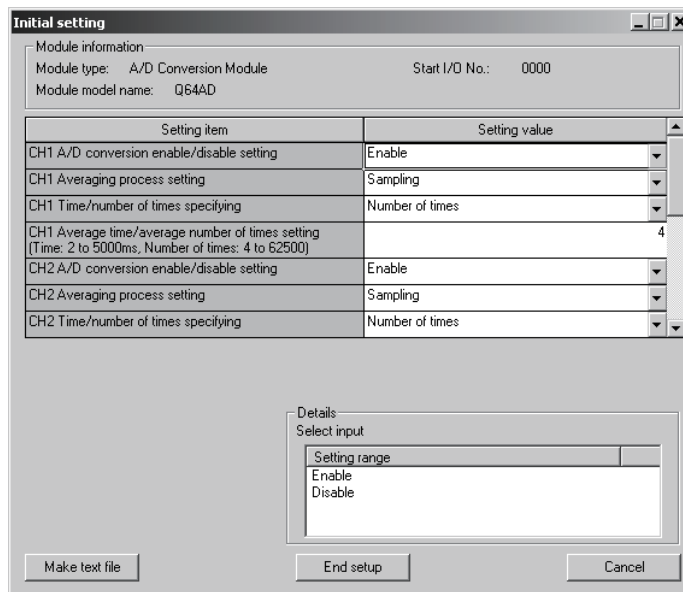 Initial setting
Module information
Module type: A/D Conversion Module Start I/O No.: 0000
Module model name: Q64AD
Setting item Setting value
CH1 A/D conversion enable/disable setting Enable
CH1 Averaging process setting Sampling
CH1 Time/number of times specifying Number of times
CH1 Average time/average number of times setting
(Time: 2 to 5000ms, Number of times: 4 to 62500) 4
CH2 A/D conversion enable/disable setting Enable
CH2 Averaging process setting Sampling
CH2 Time/number of times specifying Number of times
Details
Select input
Setting range
Enable
Disable
Make text file End setup Cancel